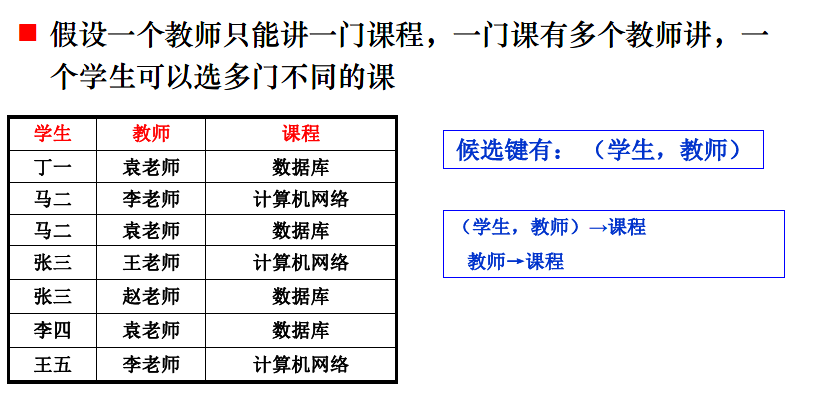 假设一个教师只能讲一门课程，一门课有多个教师讲，一
个学生可以选多门不同的课
学生 教师 课程
丁一 袁老师 数据库
马二 李老师 计算机网络
马二 袁老师 数据库
张三 王老师 计算机网络
张三 赵老师 数据库
李四 袁老师 数据库
王五 李老师 计算机网络
候选键有：（学生，教师）
（学生，教师）→课程
教师→课程